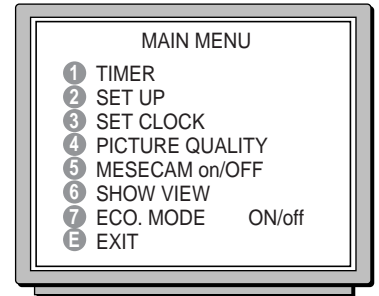 MAIN MENU
1 TIMER
2 SET UP
3 SET CLOCK
4 PICTURE QUALITY
5 MESECAM on/OFF
6 SHOW VIEW
7 ECO. MODE ON/off
E EXIT